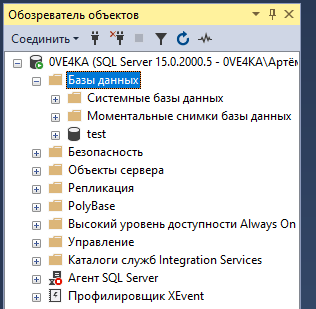 Обозреватель объектов
Соединить
0VE4KA (SQL Server 15.0.2000.5 - 0VE4KA\Артём
Базы данных
Системные базы данных
Моментальные снимки базы данных
test
Безопасность
Объекты сервера
Репликация
PolyBase
Высокий уровень доступности Always On
Управление
Каталоги служб Integration Services
Агент SQL Server
Профилировщик XEvent